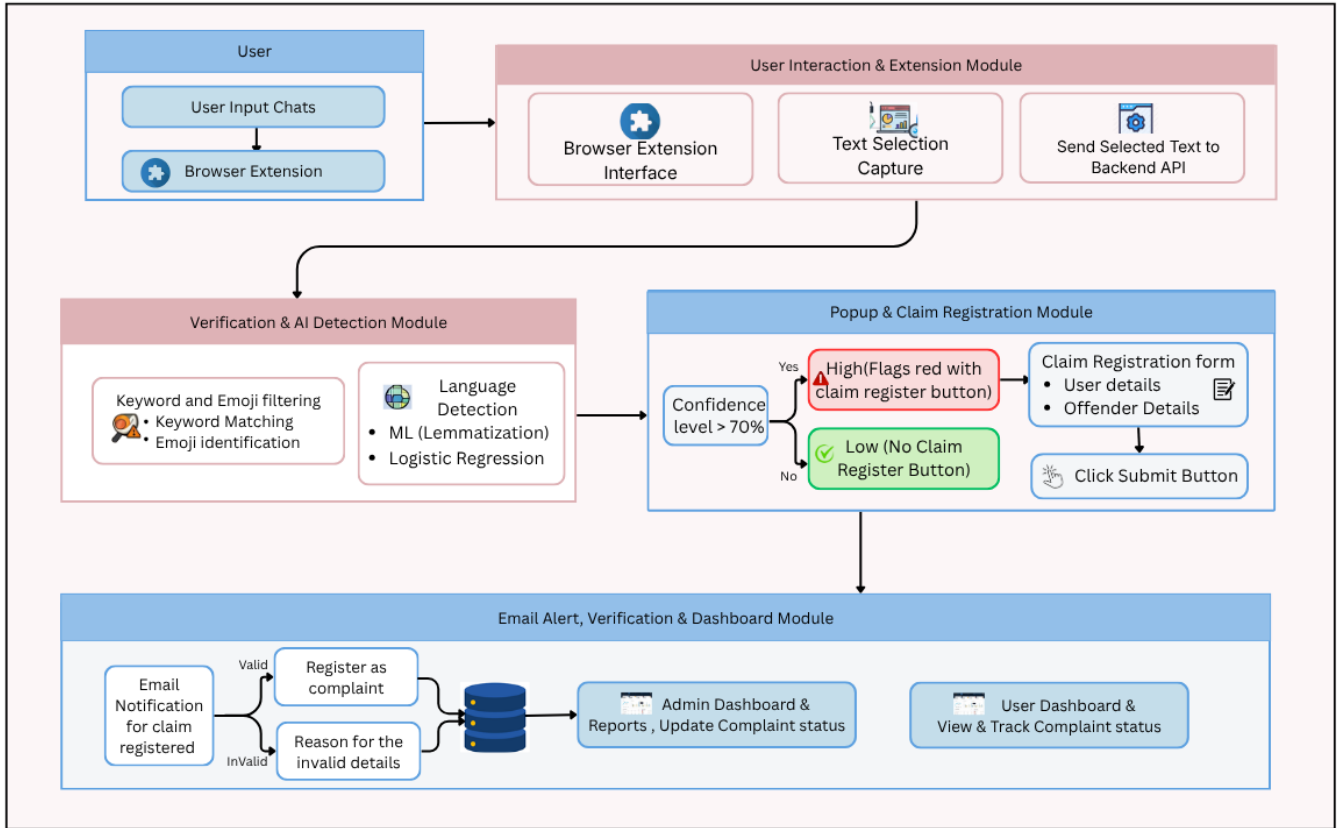 User
User Input Chats
Browser Extension
User Interaction & Extension Module
Browser Extension
Interface
Text Selection
Capture
Send Selected Text to
Backend API
Verification & AI Detection Module
Keyword and Emoji filtering
• Keyword Matching
• Emoji identification
Language
Detection
• ML (Lemmatization)
• Logistic Regression
Popup & Claim Registration Module
Confidence
level > 70%
Yes
High(Flags red with
claim register button)
No
Low (No Claim
Register Button)
Claim Registration form
• User details
• Offender Details
Click Submit Button
Email Alert, Verification & Dashboard Module
Email
Notification
for claim
registered
Valid
Register as
complaint
InValid
Reason for the
invalid details
Admin Dashboard &
Reports , Update Complaint status
User Dashboard &
View & Track Complaint status